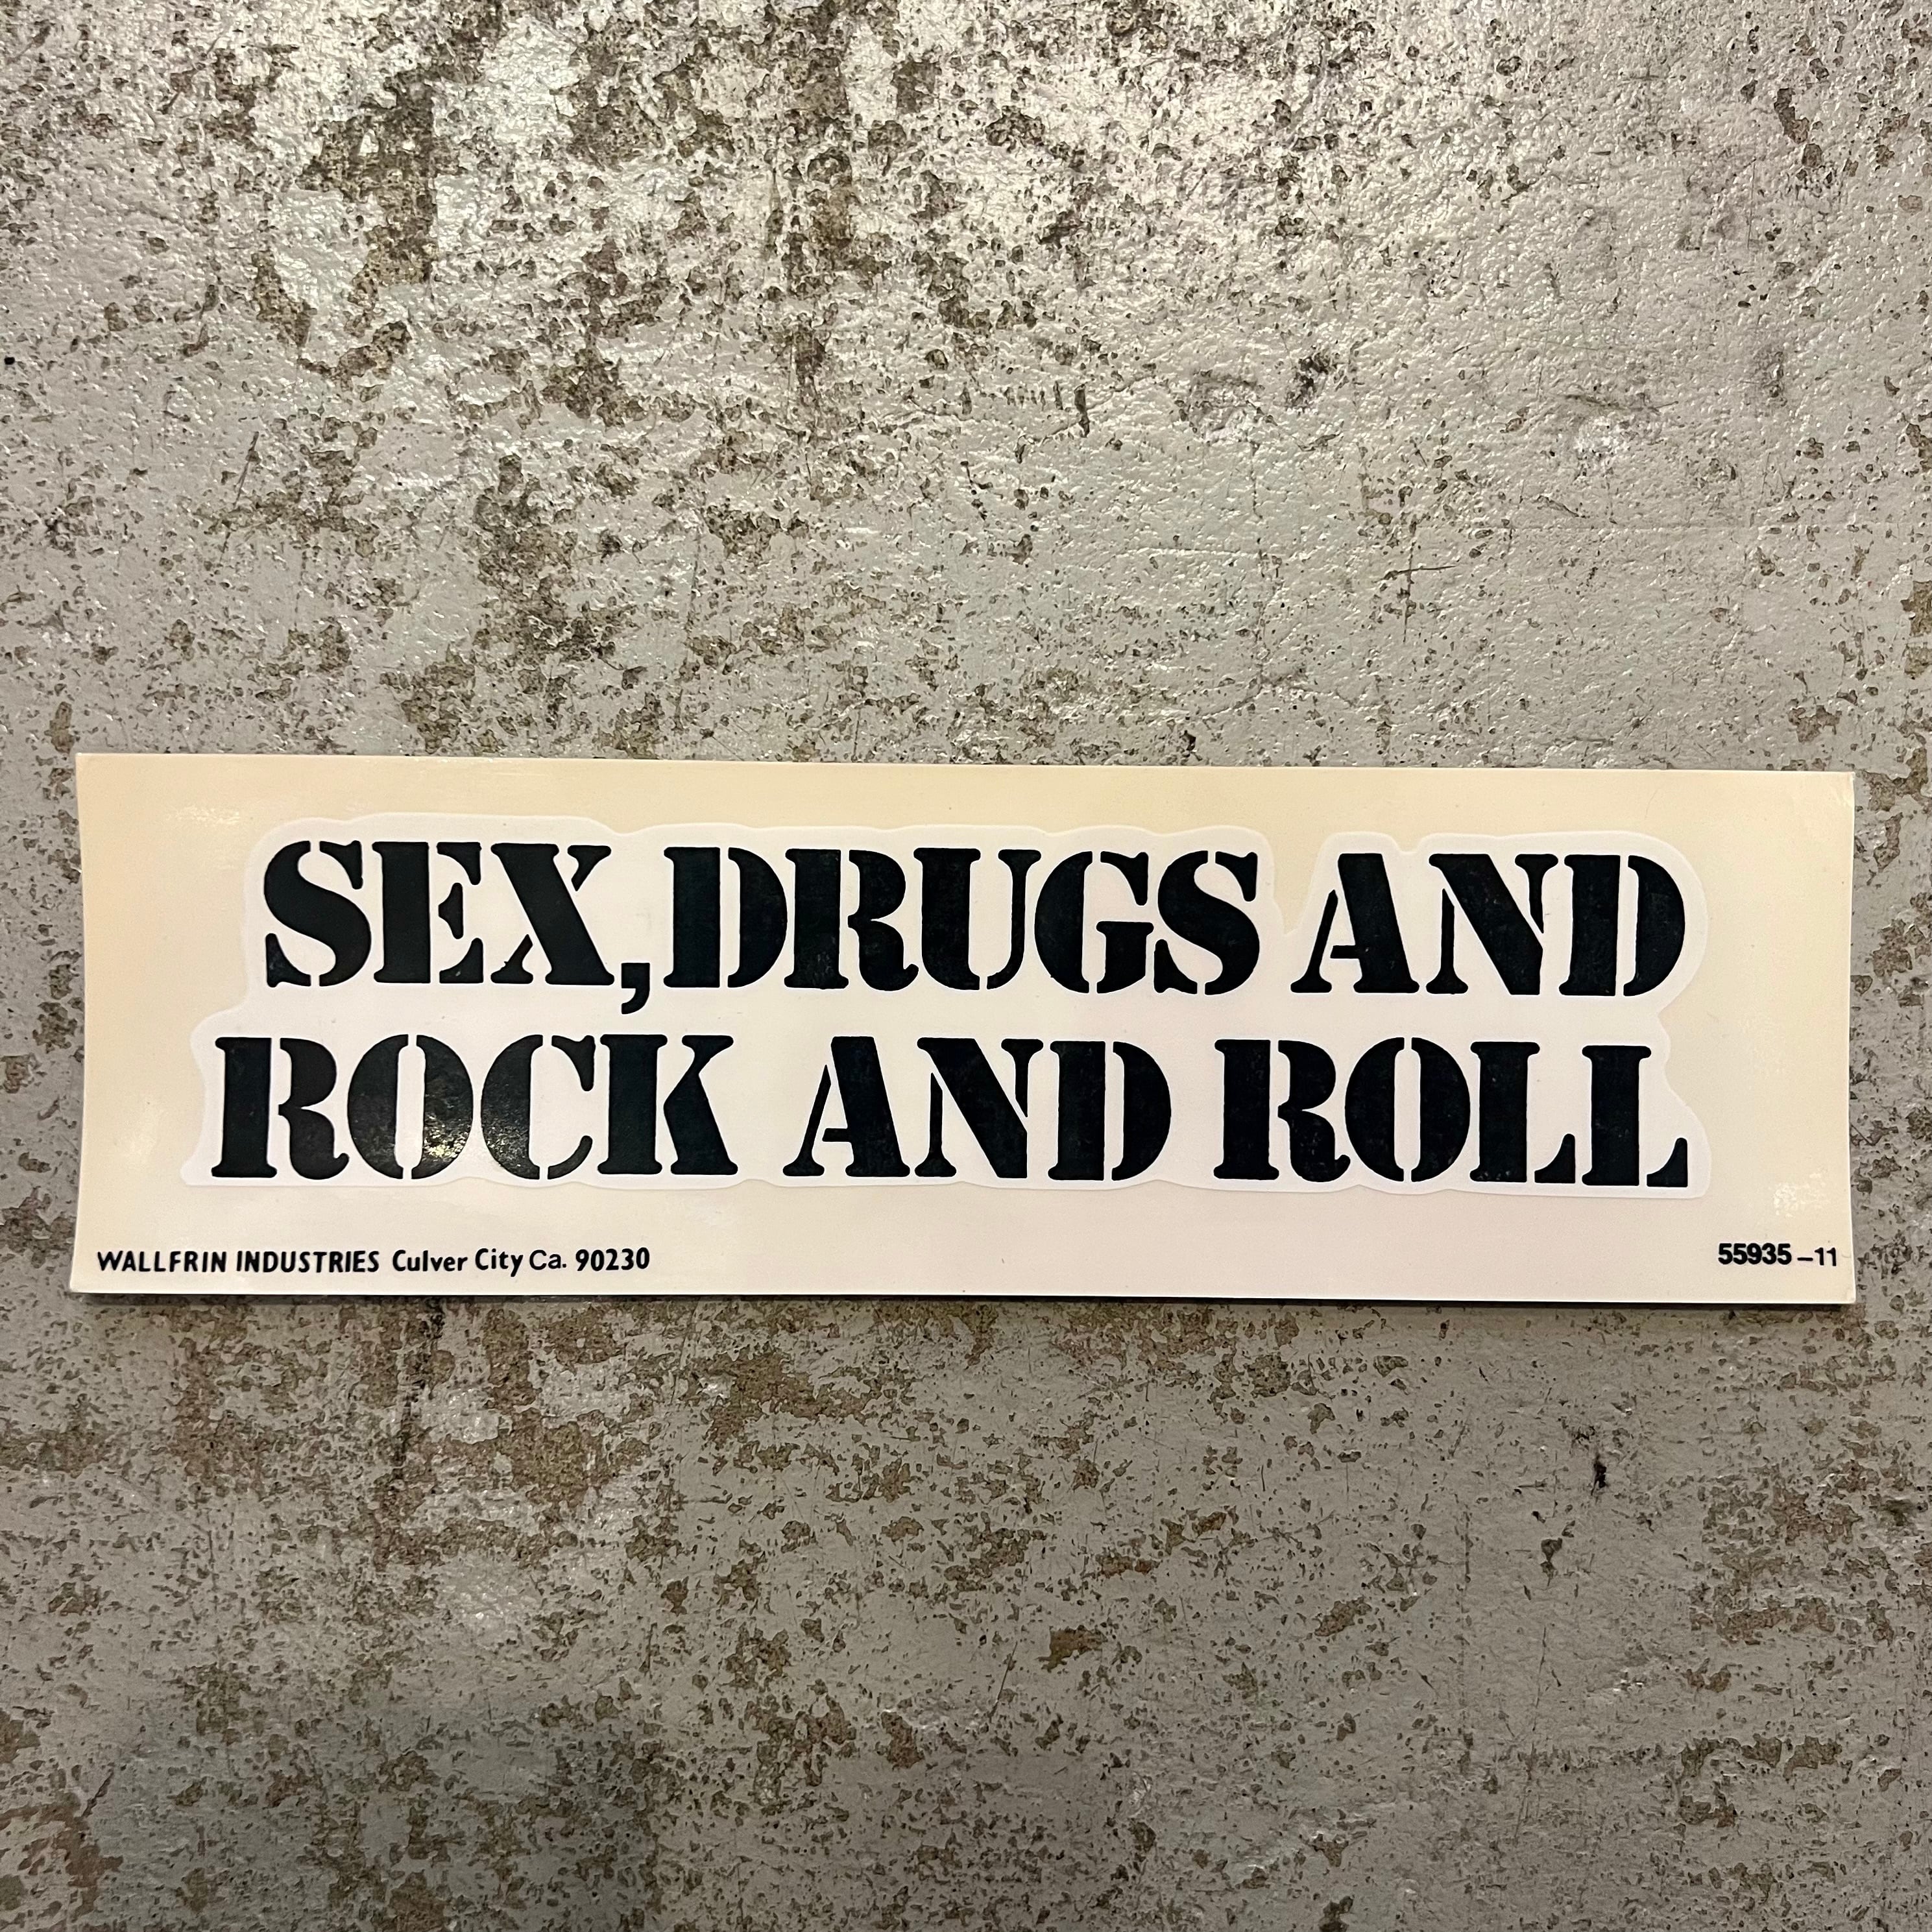 SEX,DRUGS AND
ROCK AND ROLL
WALLFRIN INDUSTRIES Culver City Ca. 90230
55935-11